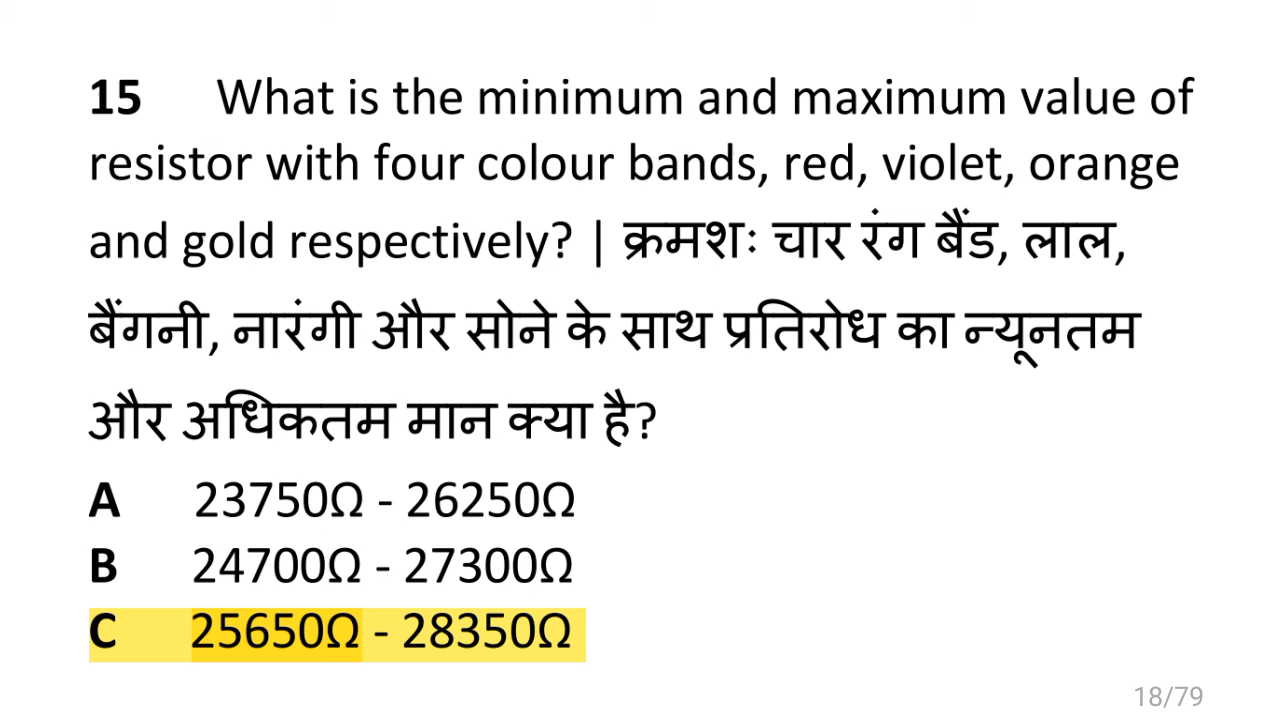 15 What is the minimum and maximum value of
resistor with four colour bands, red, violet, orange
and gold respectively? | क्रमशः चार रंग बैंड, लाल,
बैंगनी, नारंगी और सोने के साथ प्रतिरोध का न्यूनतम
और अधिकतम मान क्या है?
A 23750Ω - 26250Ω
B 24700Ω - 27300Ω
C 25650Ω - 28350Ω
18/79